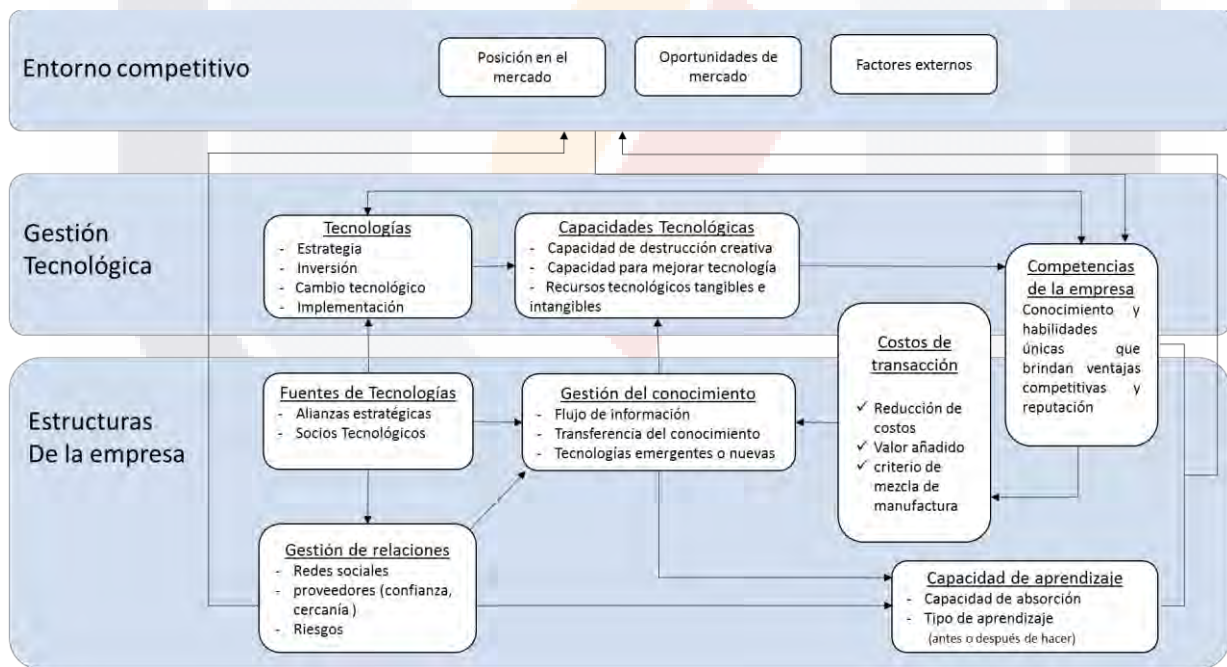 Entorno competitivo
Posición en el
mercado
Oportunidades de
mercado
Factores externos
Gestión
Tecnológica
Tecnologías
- Estrategia
- Inversión
- Cambio tecnológico
- Implementación
Capacidades Tecnológicas
- Capacidad de destrucción creativa
- Capacidad para mejorar tecnología
- Recursos tecnológicos tangibles e
intangibles
Competencias
de la empresa
Conocimiento y
habilidades
únicas que
brindan ventajas
competitivas y
reputación
Costos de
transacción
✓ Reducción de
costos
✓ Valor añadido
✓ criterio de
mezcla de
manufactura
Estructuras
De la empresa
Fuentes de Tecnologías
- Alianzas estratégicas
- Socios Tecnológicos
Gestión del conocimiento
- Flujo de información
- Transferencia del conocimiento
- Tecnologías emergentes o nuevas
Gestión de relaciones
- Redes sociales
- proveedores (confianza,
cercanía )
- Riesgos
Capacidad de aprendizaje
- Capacidad de absorción
- Tipo de aprendizaje
(antes o después de hacer)